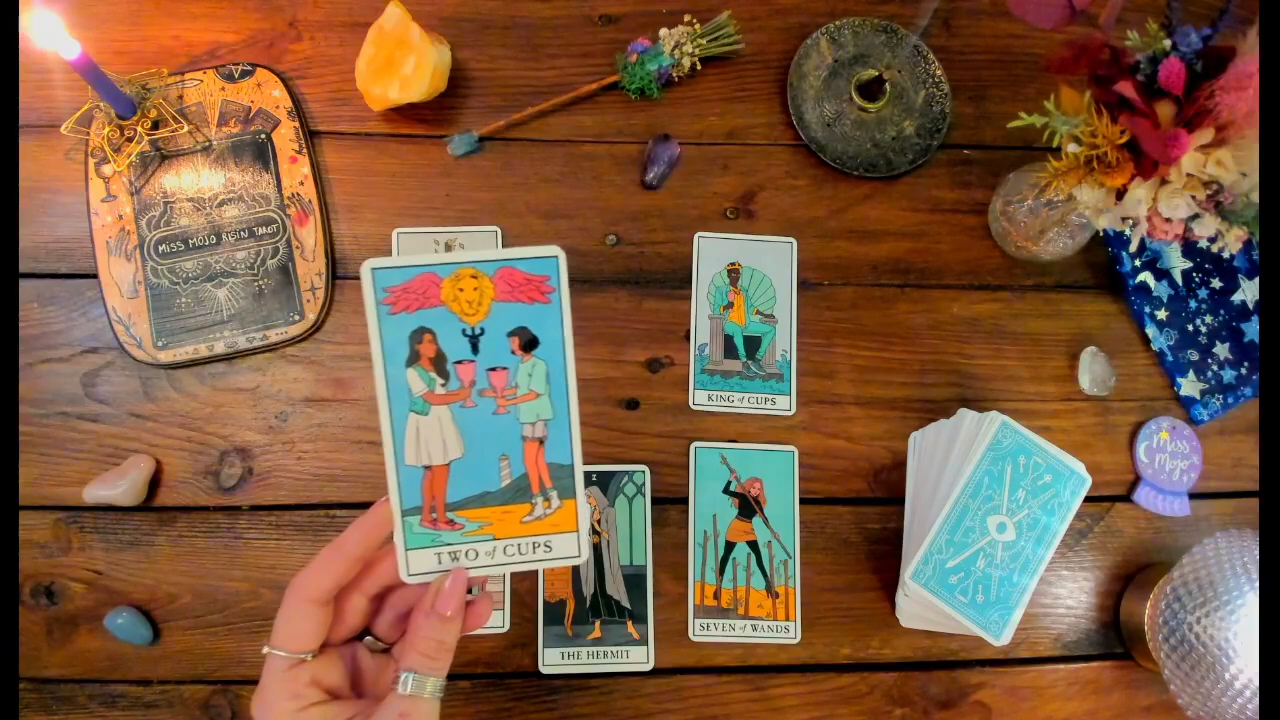 MISS MOJO RISIN TAROT
KING of CUPS
Miss
Mojo
TWO of CUPS
SEVEN of WANDS
THE HERMIT